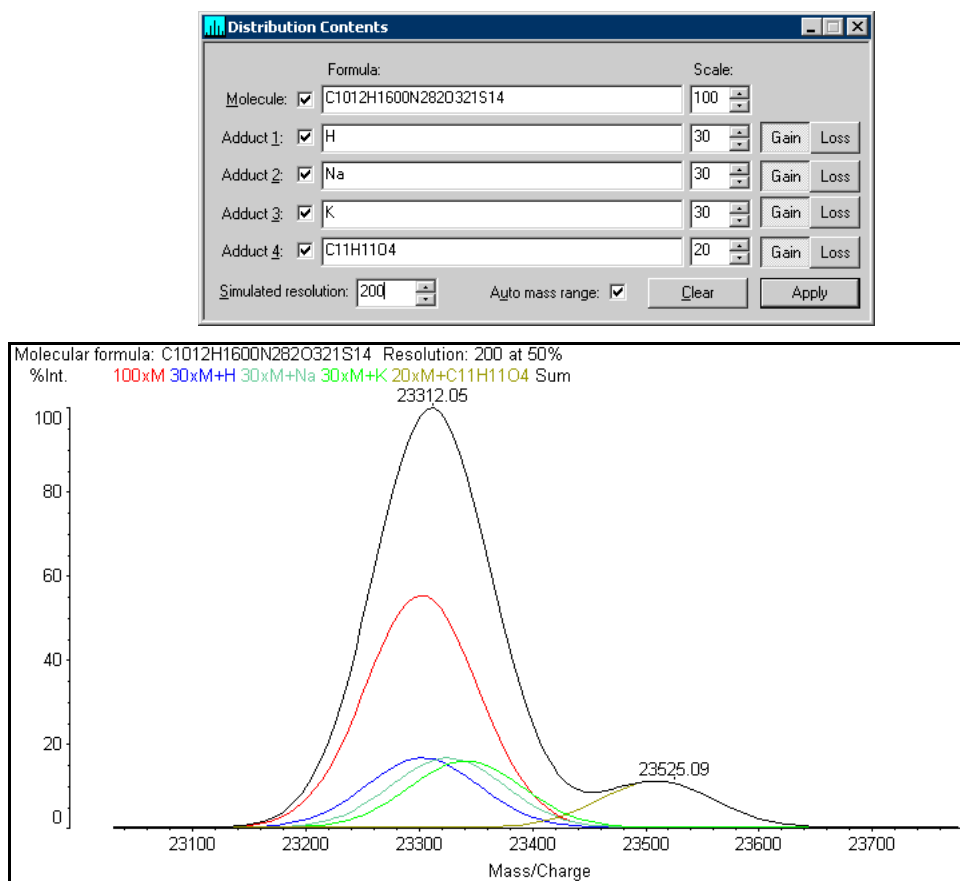 Distribution Contents
Formula: Scale:
Molecule: C1012H1600N282O321S14 100
Adduct 1: H 30 Gain Loss
Adduct 2: Na 30 Gain Loss
Adduct 3: K 30 Gain Loss
Adduct 4: C11H11O4 20 Gain Loss
Simulated resolution: 200 Auto mass range: Clear Apply
Molecular formula: C1012H1600N282O321S14 Resolution: 200 at 50%
%Int. 100xM 30xM+H 30xM+Na 30xM+K 20xM+C11H11O4 Sum
23312.05
100
80
60
40
20
23525.09
0
23100 23200 23300 23400 23500 23600 23700
Mass/Charge